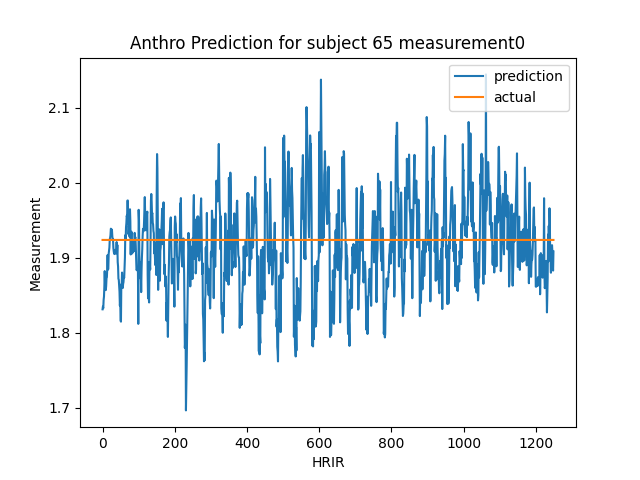 Anthro Prediction for subject 65 measurement0
prediction
actual
Measurement
2.1
2.0
1.9
1.8
1.7
0 200 400 600 800 1000 1200
HRIR